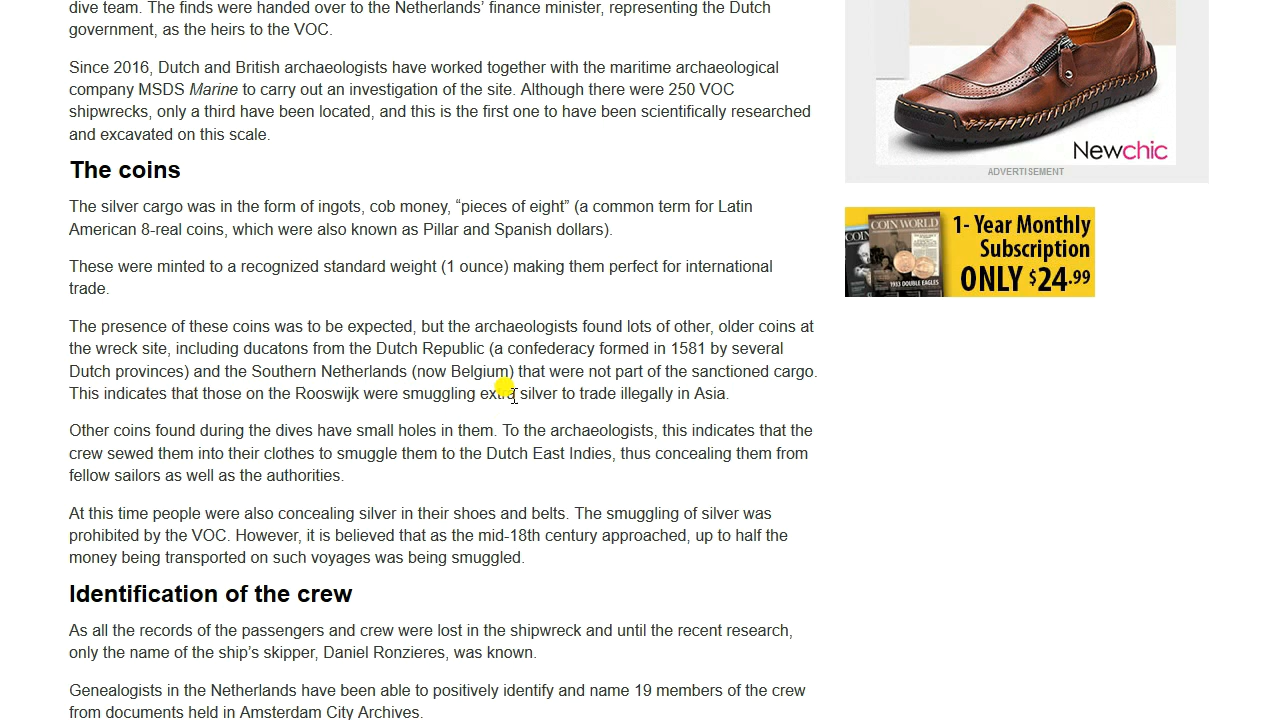 dive team. The finds were handed over to the Netherlands’ finance minister, representing the Dutch
government, as the heirs to the VOC.
Since 2016, Dutch and British archaeologists have worked together with the maritime archaeological
company MSDS Marine to carry out an investigation of the site. Although there were 250 VOC
shipwrecks, only a third have been located, and this is the first one to have been scientifically researched
and excavated on this scale.
The coins
The silver cargo was in the form of ingots, cob money, “pieces of eight” (a common term for Latin
American 8-real coins, which were also known as Pillar and Spanish dollars).
These were minted to a recognized standard weight (1 ounce) making them perfect for international
trade.
The presence of these coins was to be expected, but the archaeologists found lots of other, older coins at
the wreck site, including ducatons from the Dutch Republic (a confederacy formed in 1581 by several
Dutch provinces) and the Southern Netherlands (now Belgium) that were not part of the sanctioned cargo.
This indicates that those on the Rooswijk were smuggling extra silver to trade illegally in Asia.
Other coins found during the dives have small holes in them. To the archaeologists, this indicates that the
crew sewed them into their clothes to smuggle them to the Dutch East Indies, thus concealing them from
fellow sailors as well as the authorities.
At this time people were also concealing silver in their shoes and belts. The smuggling of silver was
prohibited by the VOC. However, it is believed that as the mid-18th century approached, up to half the
money being transported on such voyages was being smuggled.
Identification of the crew
As all the records of the passengers and crew were lost in the shipwreck and until the recent research,
only the name of the ship’s skipper, Daniel Ronzieres, was known.
Genealogists in the Netherlands have been able to positively identify and name 19 members of the crew
from documents held in Amsterdam City Archives.
Newchic
ADVERTISEMENT
COIN WORLD
COIN
1933 DOUBLE EAGLES
1- Year Monthly
Subscription
ONLY $24.99